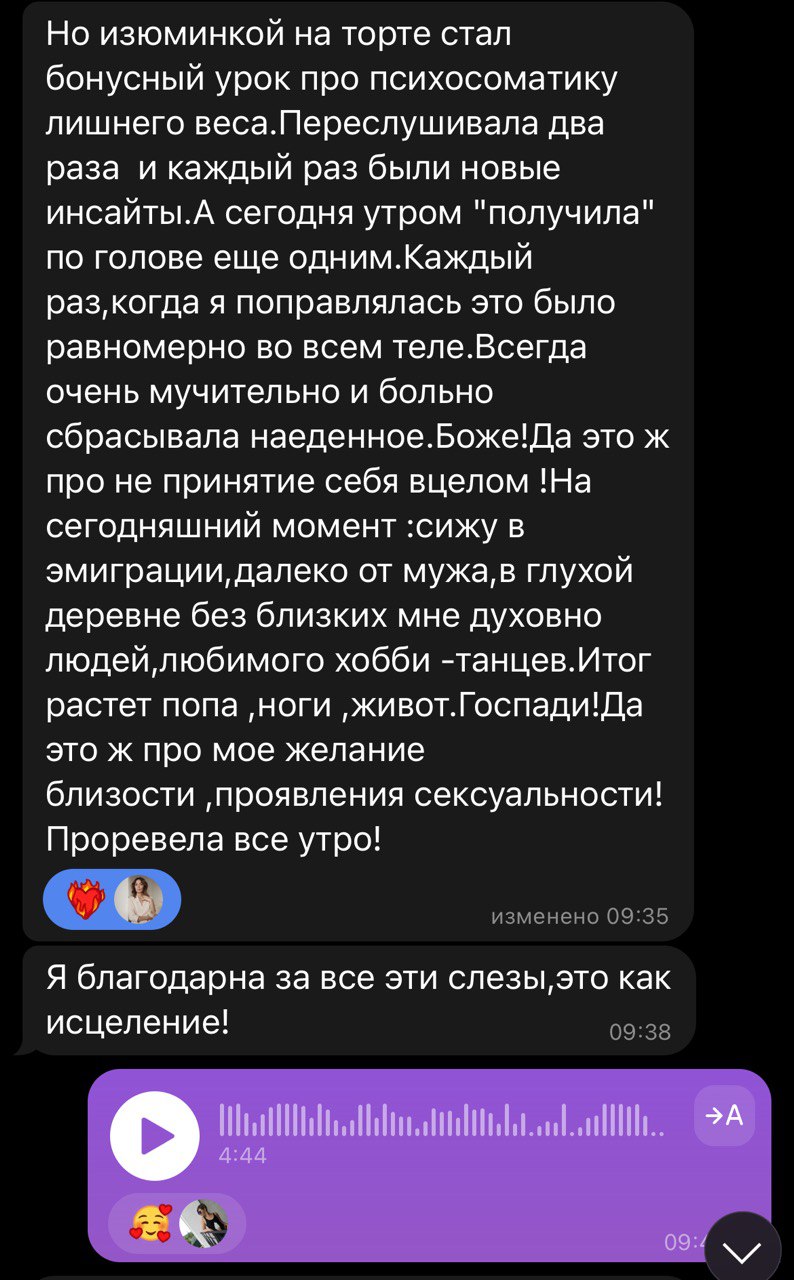 Но изюминкой на торте стал
бонусный урок про психосоматику
лишнего веса.Переслушивала два
раза  и каждый раз были новые
инсайты.А сегодня утром "получила"
по голове еще одним.Каждый
раз,когда я поправлялась это было
равномерно во всем теле.Всегда
очень мучительно и больно
сбрасывала наеденное.Боже!Да это ж
про не принятие себя вцелом !На
сегодняшний момент :сижу в
эмиграции,далеко от мужа,в глухой
деревне без близких мне духовно
людей,любимого хобби -танцев.Итог
растет попа ,ноги ,живот.Госпади!Да
это ж про мое желание
близости ,проявления сексуальности!
Проревела все утро!
изменено 09:35
Я благодарна за все эти слезы,это как
исцеление!
09:38
→A
4:44